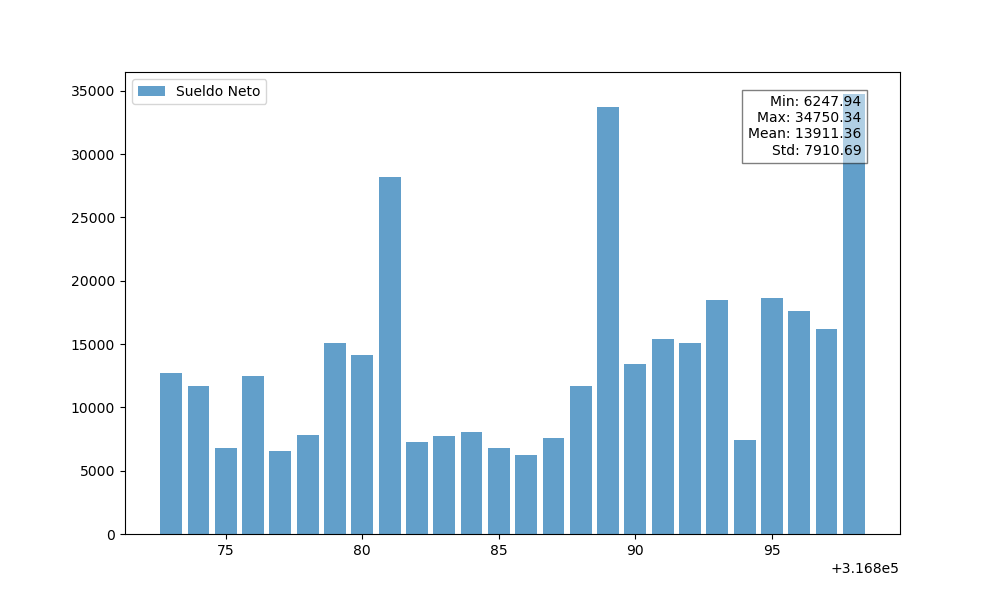 Sueldo Neto
Min: 6247.94
Max: 34750.34
Mean: 13911.36
Std: 7910.69
35000
30000
25000
20000
15000
10000
5000
0
75 80 85 90 95
+3.168e5